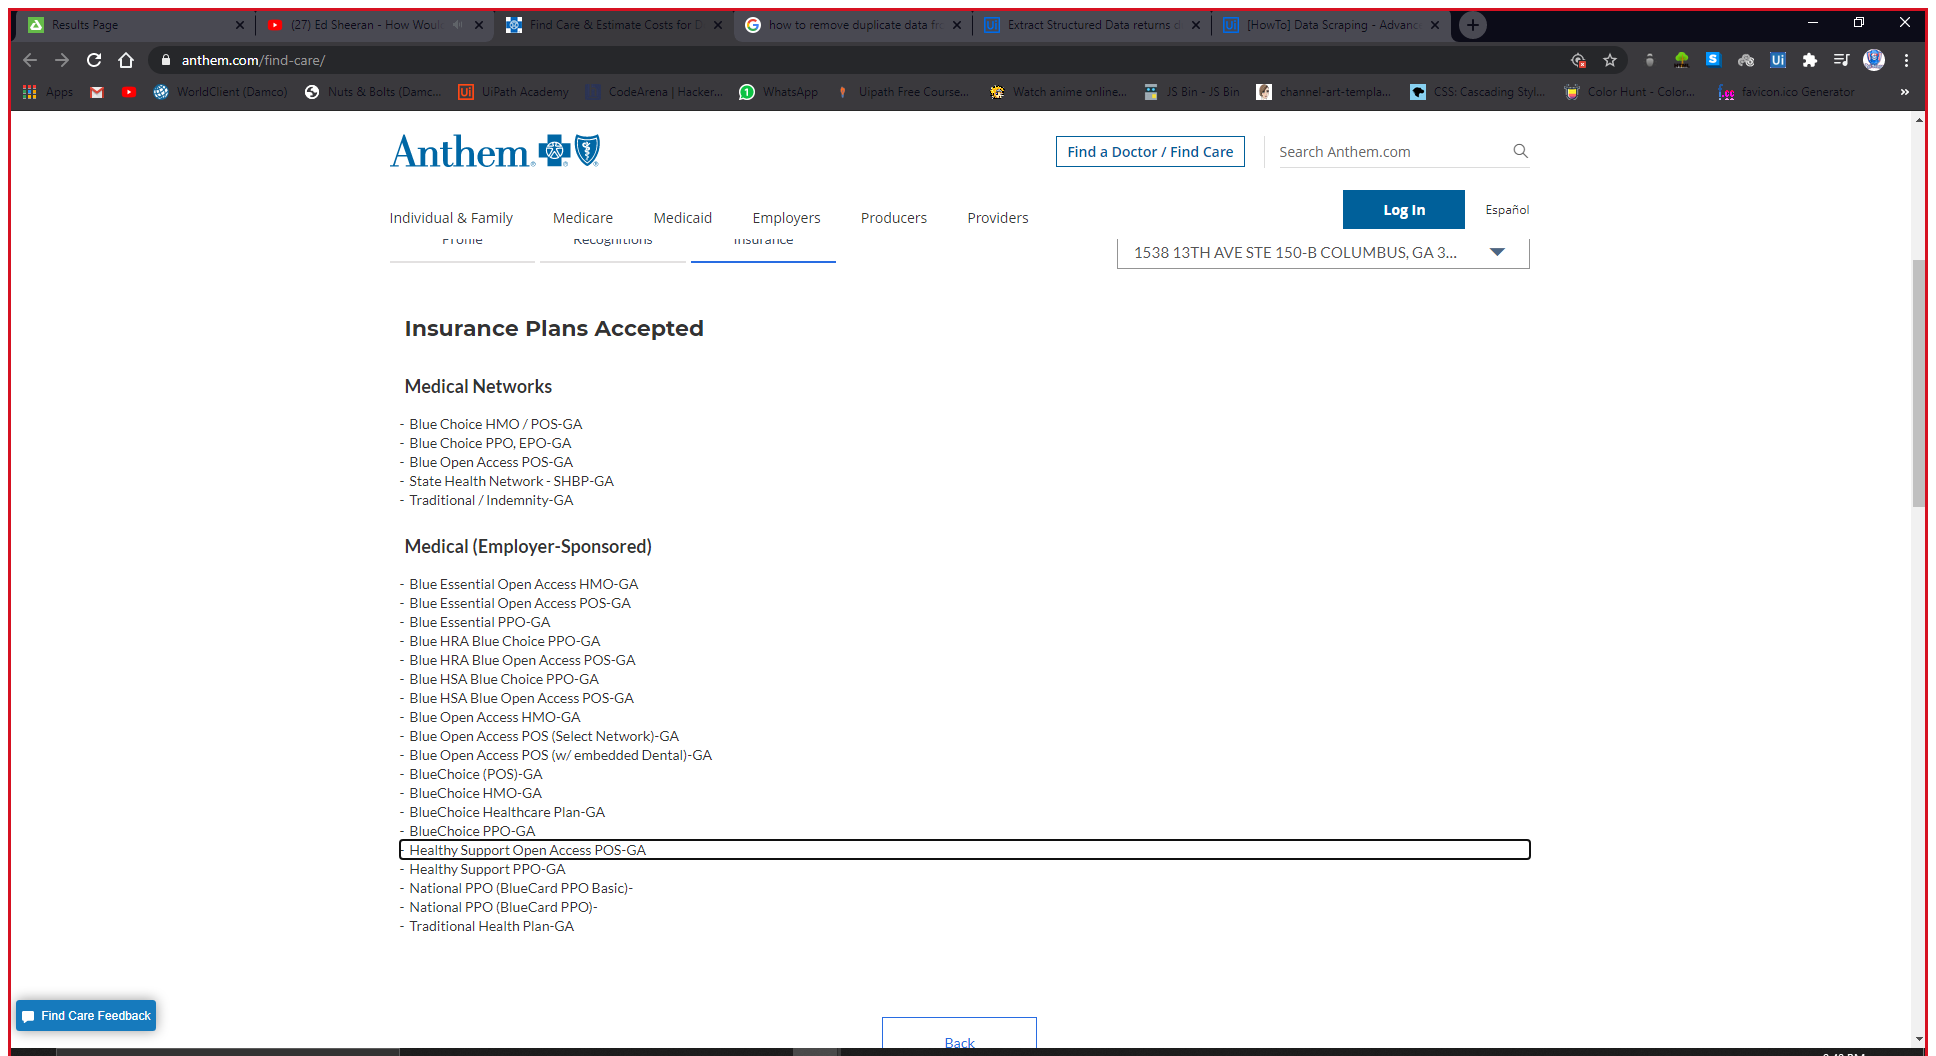 Results Page
(27) Ed Sheeran - How Woul
Find Care & Estimate Costs for D
how to remove duplicate data fr
Extract Structured Data returns d
[HowTo] Data Scraping - Advanc
anthem.com/find-care/
Apps
WorldClient (Damco)
Nuts & Bolts (Damc...
UiPath Academy
CodeArena | Hacker...
WhatsApp
Uipath Free Course...
Watch anime online...
JS Bin - JS Bin
channel-art-templa...
CSS: Cascading Styl...
Color Hunt - Color...
favicon.ico Generator
Anthem
Find a Doctor / Find Care
Search Anthem.com
Individual & Family
Medicare
Medicaid
Employers
Producers
Providers
Log In
Español
Profile
Recognitions
Insurance
1538 13TH AVE STE 150-B COLUMBUS, GA 3...
Insurance Plans Accepted
Medical Networks
- Blue Choice HMO / POS-GA
- Blue Choice PPO, EPO-GA
- Blue Open Access POS-GA
- State Health Network - SHBP-GA
- Traditional / Indemnity-GA
Medical (Employer-Sponsored)
- Blue Essential Open Access HMO-GA
- Blue Essential Open Access POS-GA
- Blue Essential PPO-GA
- Blue HRA Blue Choice PPO-GA
- Blue HRA Blue Open Access POS-GA
- Blue HSA Blue Choice PPO-GA
- Blue HSA Blue Open Access POS-GA
- Blue Open Access HMO-GA
- Blue Open Access POS (Select Network)-GA
- Blue Open Access POS (w/ embedded Dental)-GA
- BlueChoice (POS)-GA
- BlueChoice HMO-GA
- BlueChoice Healthcare Plan-GA
- BlueChoice PPO-GA
- Healthy Support Open Access POS-GA
- Healthy Support PPO-GA
- National PPO (BlueCard PPO Basic)-
- National PPO (BlueCard PPO)-
- Traditional Health Plan-GA
Find Care Feedback
Back